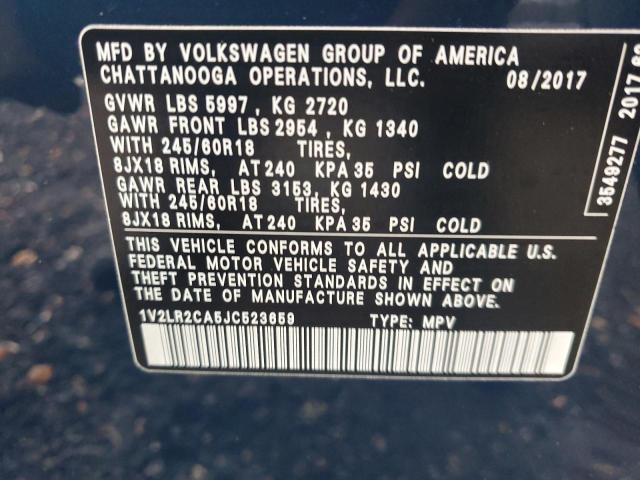 MFD BY VOLKSWAGEN GROUP OF AMERICA
CHATTANOOGA OPERATIONS, LLC. 08/2017
GVWR LBS 5997 , KG 2720
GAWR FRONT LBS 2954 , KG 1340
WITH 245/60R18 TIRES,
8JX18 RIMS, AT 240 KPA 35 PSI COLD
GAWR REAR LBS 3153, KG 1430
WITH 245/60R18 TIRES,
8JX18 RIMS, AT 240 KPA 35 PSI COLD
THIS VEHICLE CONFORMS TO ALL APPLICABLE U.S.
FEDERAL MOTOR VEHICLE SAFETY AND
THEFT PREVENTION STANDARDS IN EFFECT ON
THE DATE OF MANUFACTURE SHOWN ABOVE.
1V2LR2CA5JC523659 TYPE: MPV
3549277 2017